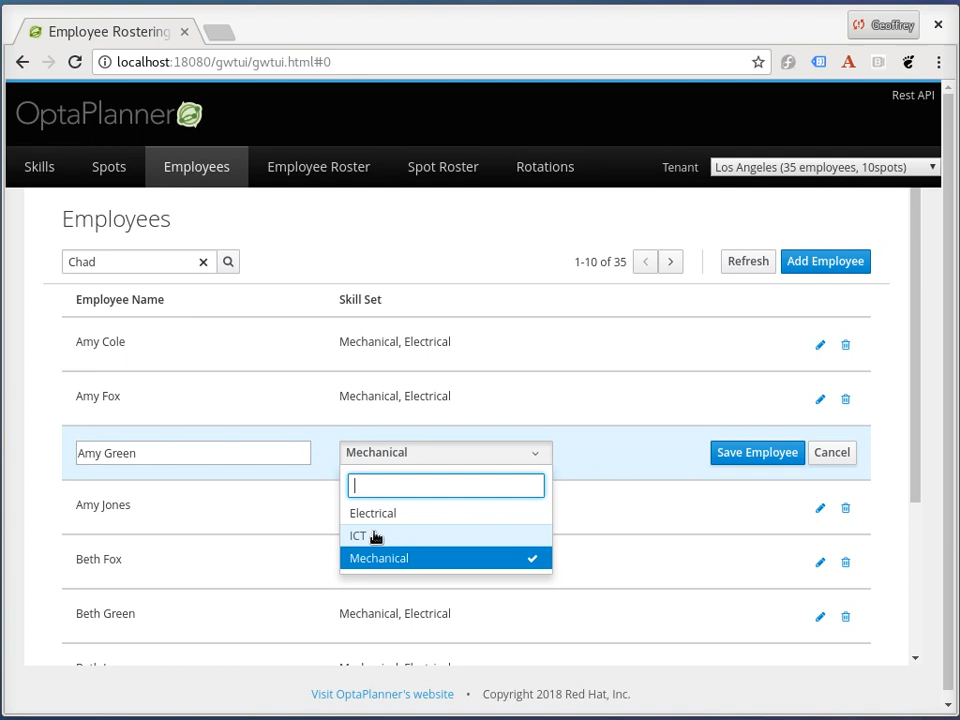 Employee Rostering
Geoffrey
localhost:18080/gwtui/gwtui.html#0
Rest API
OptaPlanner
Skills
Spots
Employees
Employee Roster
Spot Roster
Rotations
Tenant
Los Angeles (35 employees, 10spots)
Employees
Chad
1-10 of 35
Refresh
Add Employee
Employee Name
Skill Set
Amy Cole
Mechanical, Electrical
Amy Fox
Mechanical, Electrical
Amy Green
Mechanical
Save Employee
Cancel
Electrical
ICT
Mechanical
Amy Jones
Beth Fox
Beth Green
Mechanical, Electrical
Visit OptaPlanner's website • Copyright 2018 Red Hat, Inc.